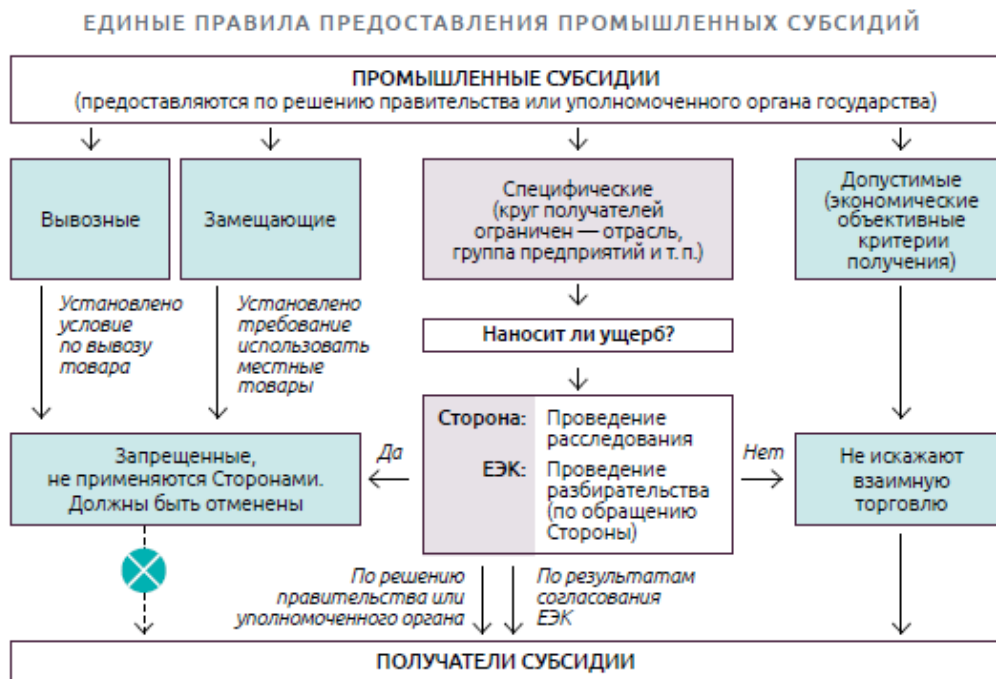 ЕДИНЫЕ ПРАВИЛА ПРЕДОСТАВЛЕНИЯ ПРОМЫШЛЕННЫХ СУБСИДИЙ
ПРОМЫШЛЕННЫЕ СУБСИДИИ
(предоставляются по решению правительства или уполномоченного органа государства)
Вывозные
Замещающие
Специфические
(круг получателей
ограничен — отрасль,
группа предприятий и т. п.)
Допустимые
(экономические
объективные
критерии
получения)
Установлено
условие
по вывозу
товара
Установлено
требование
использовать
местные
товары
Наносит ли ущерб?
Запрещенные,
не применяются Сторонами.
Должны быть отменены
Да
Сторона: Проведение
расследования
ЕЭК: Проведение
разбирательства
(по обращению
Стороны)
Нет
Не искажают
взаимную
торговлю
По решению
правительства или
уполномоченного органа
По результатам
согласования
ЕЭК
ПОЛУЧАТЕЛИ СУБСИДИИ